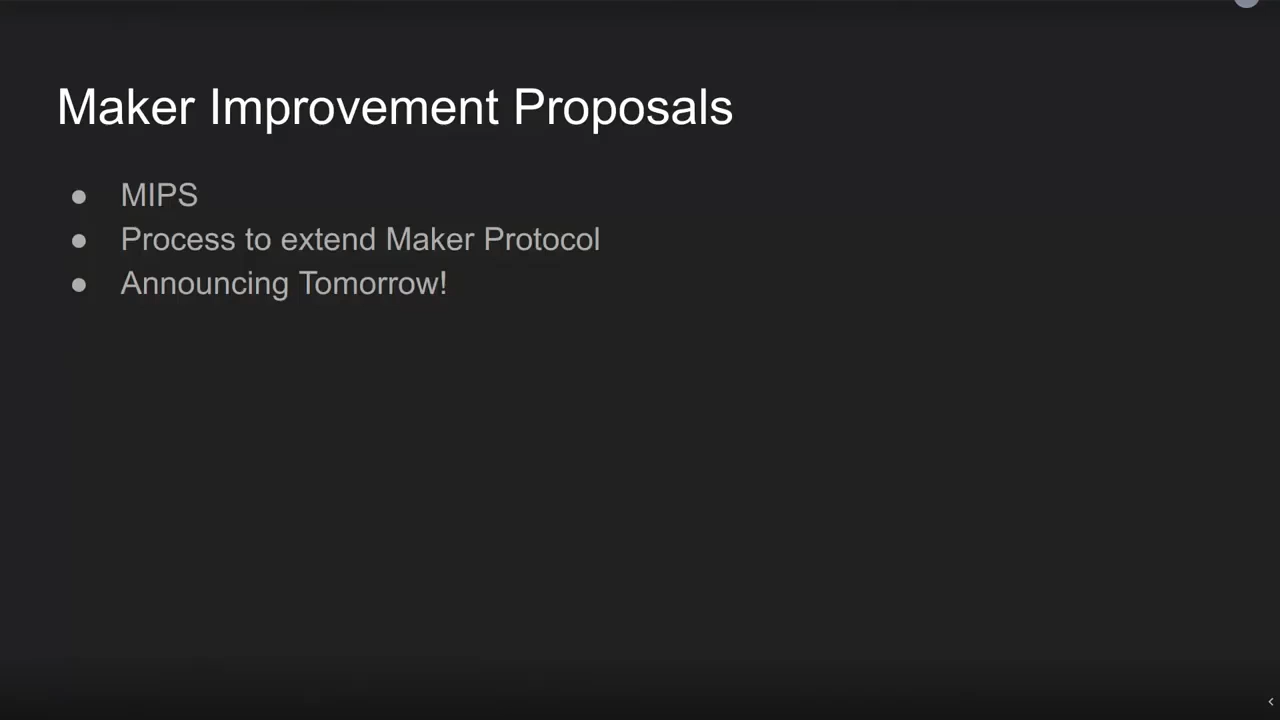 Maker Improvement Proposals
● MIPS
● Process to extend Maker Protocol
● Announcing Tomorrow!